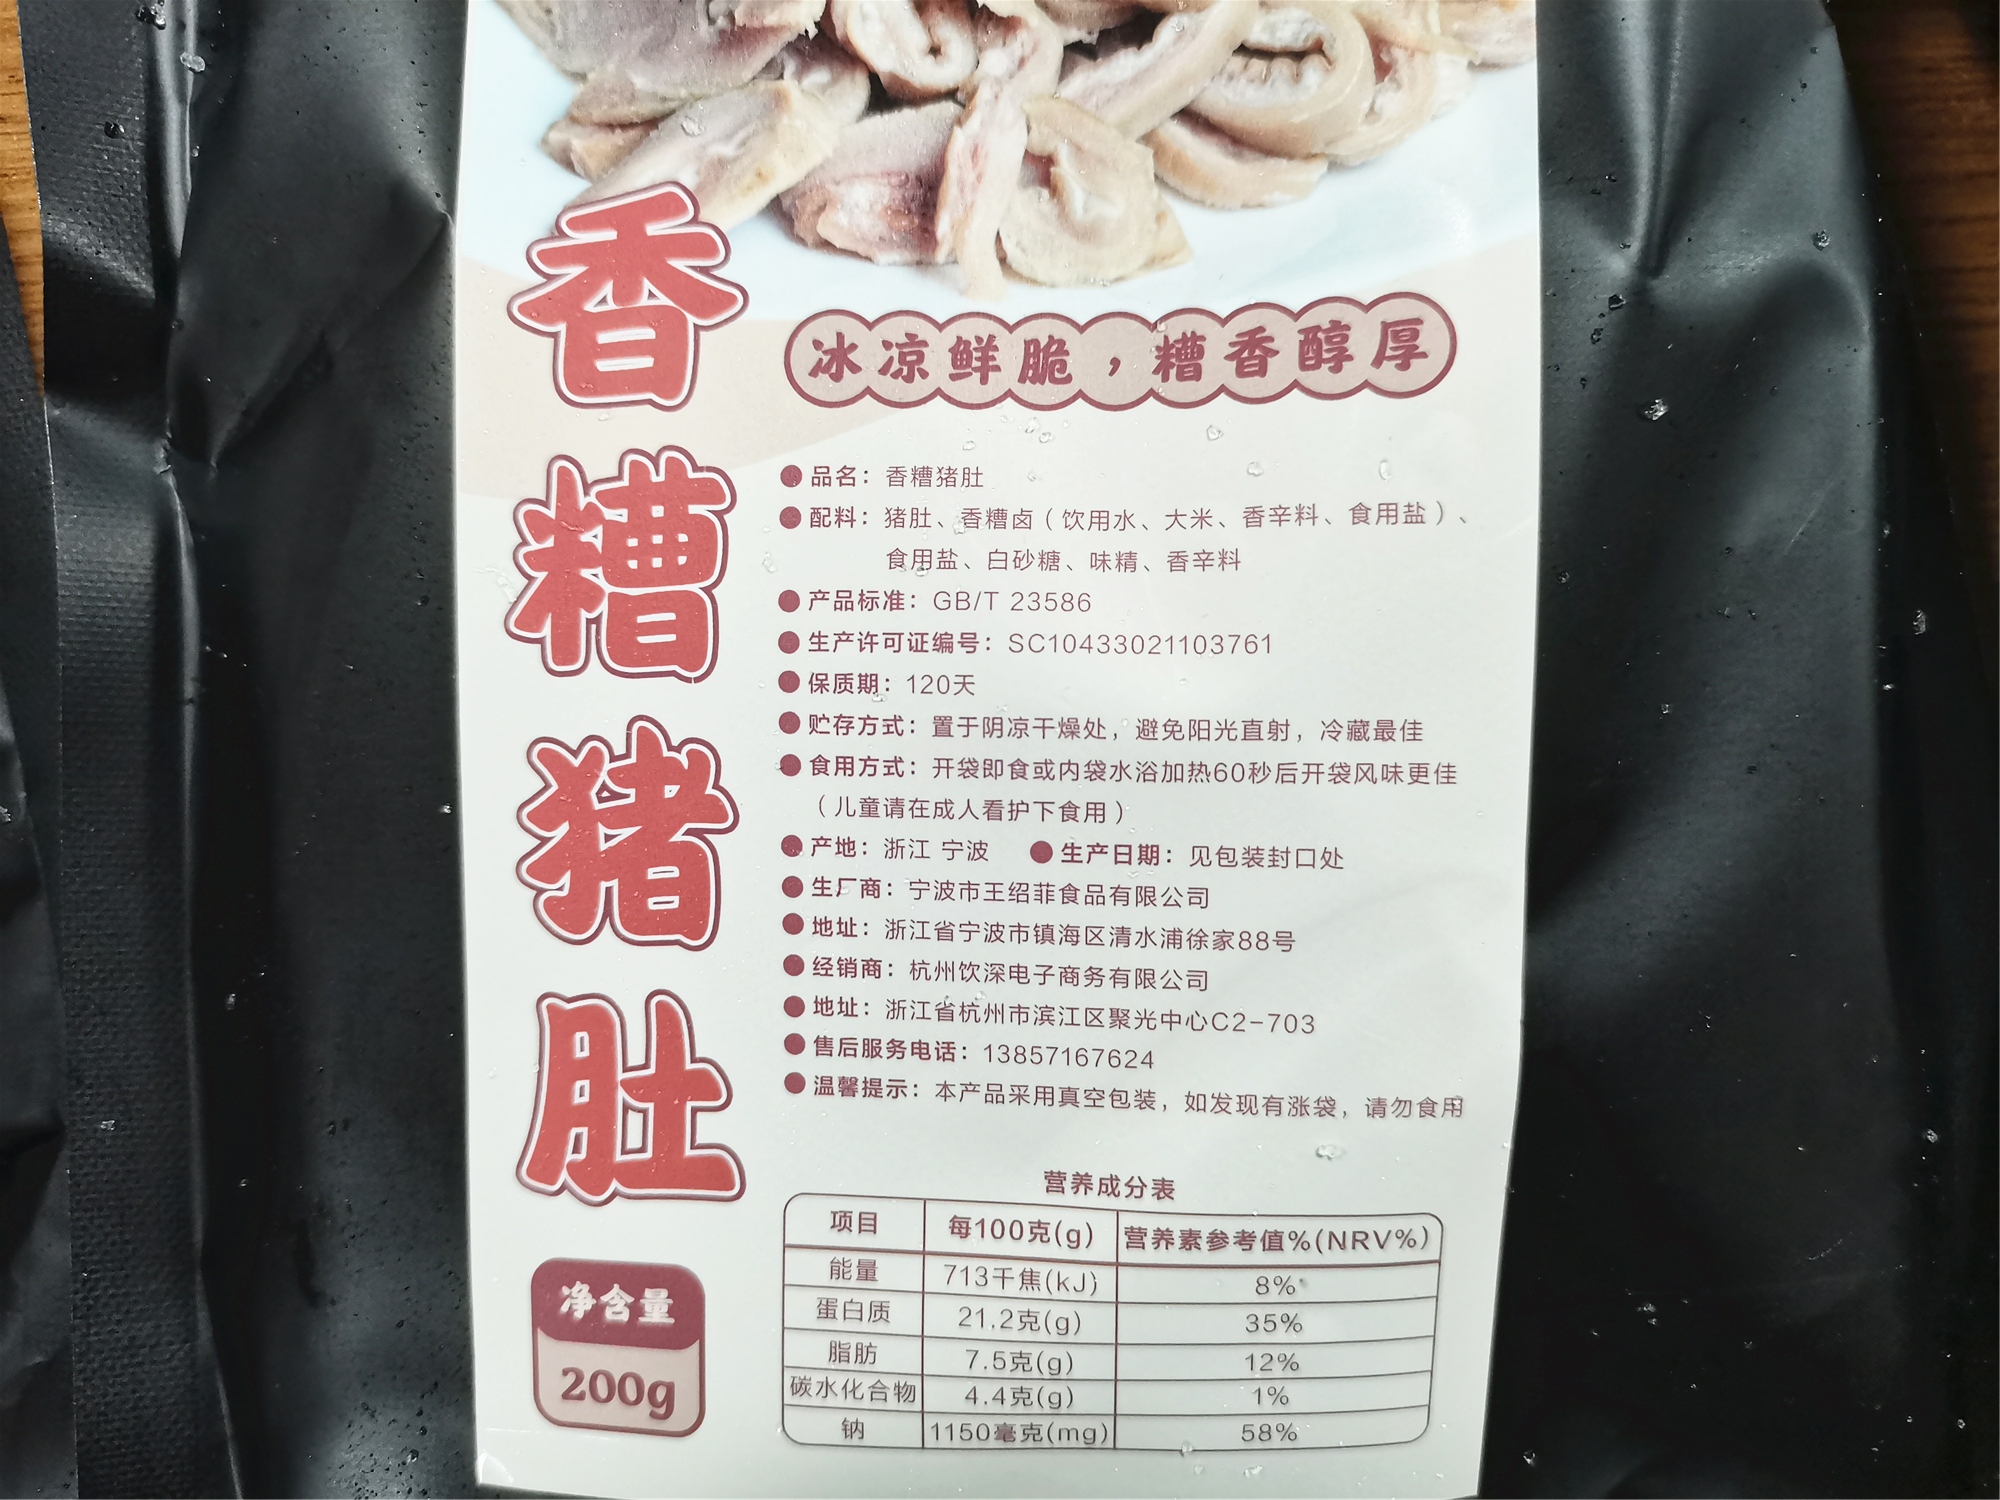 香糟猪肚
冰凉鲜脆，糟香醇厚
品名：香糟猪肚
配料：猪肚、香糟卤（饮用水、大米、香辛料、食用盐）、
食用盐、白砂糖、味精、香辛料
产品标准：GB/T 23586
生产许可证编号：SC10433021103761
保质期：120天
贮存方式：置于阴凉干燥处，避免阳光直射，冷藏最佳
食用方式：开袋即食或内袋水浴加热60秒后开袋风味更佳
（儿童请在成人看护下食用）
产地：浙江 宁波 生产日期：见包装封口处
生厂商：宁波市王绍菲食品有限公司
地址：浙江省宁波市镇海区清水浦徐家88号
经销商：杭州饮深电子商务有限公司
地址：浙江省杭州市滨江区聚光中心C2-703
售后服务电话：13857167624
温馨提示：本产品采用真空包装，如发现有涨袋，请勿食用
营养成分表
项目 每100克(g) 营养素参考值%(NRV%)
能量 713千焦(kJ) 8%
蛋白质 21.2克(g) 35%
脂肪 7.5克(g) 12%
碳水化合物 4.4克(g) 1%
钠 1150毫克(mg) 58%
净含量
200g